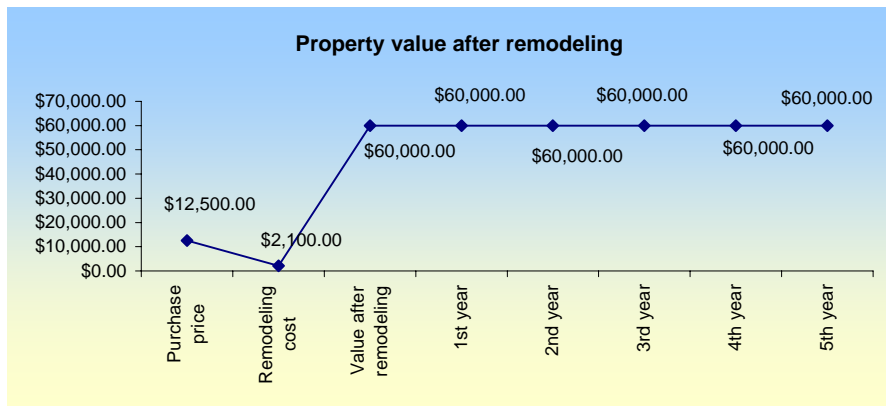 Property value after remodeling
$70,000.00
$60,000.00
$50,000.00
$40,000.00
$30,000.00
$20,000.00
$10,000.00
$0.00
$12,500.00
$2,100.00
$60,000.00
$60,000.00
$60,000.00
$60,000.00
$60,000.00
$60,000.00
Purchase
price
Remodeling
cost
Value after
remodeling
1st year
2nd year
3rd year
4th year
5th year